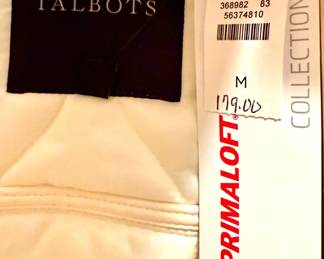 TALBOTS
368982 83
56374810
M
179.00
COLLECTION
PRIMALOFT®